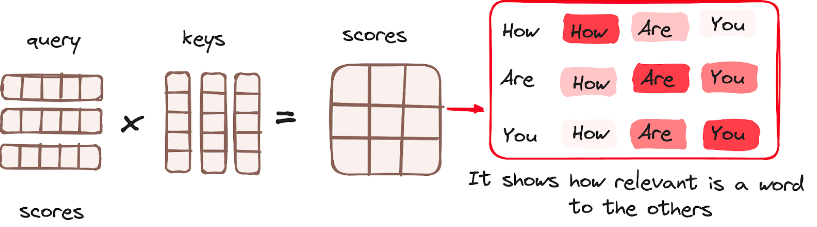 query
keys
scores
How How Are You
Are How Are You
You How Are You
×
=
It shows how relevant is a word
to the others
scores